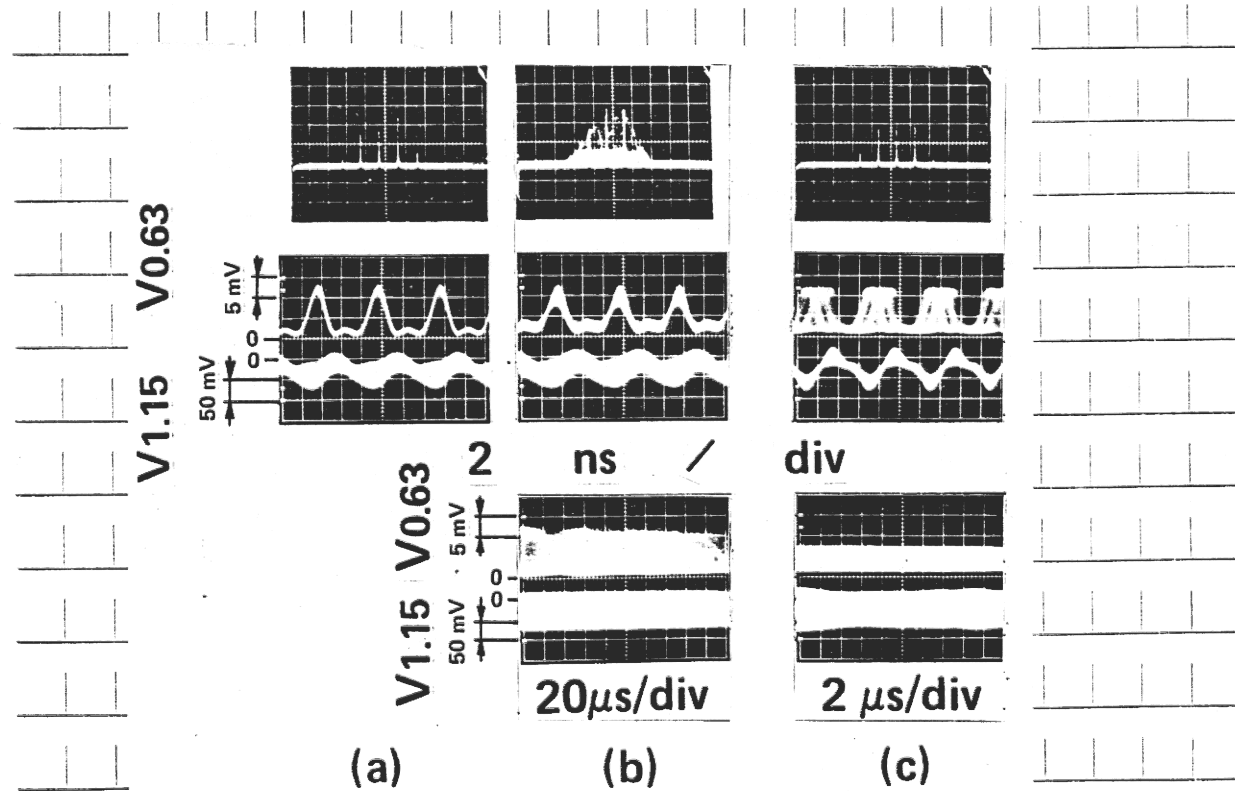 V0.63
5 mV
0
0
V1.15
50 mV
2 ns / div
V0.63
5 mV
0
0
V1.15
50 mV
20μs/div
2 μs/div
(a)
(b)
(c)